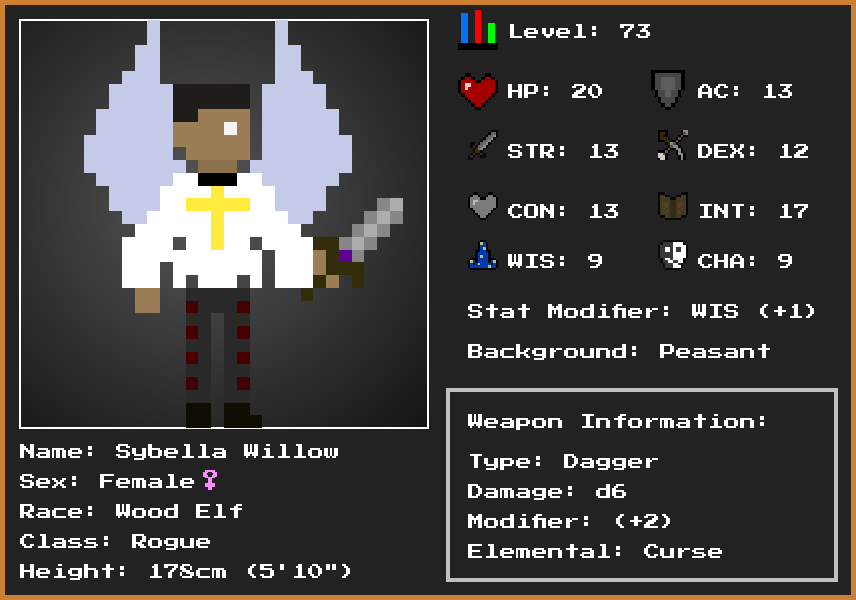 Level: 73
HP: 20
AC: 13
STR: 13
DEX: 12
CON: 13
INT: 17
WIS: 9
CHA: 9
Stat Modifier: WIS (+1)
Background: Peasant
Weapon Information:
Type: Dagger
Damage: d6
Modifier: (+2)
Elemental: Curse
Name: Sybella Willow
Sex: Female♀
Race: Wood Elf
Class: Rogue
Height: 178cm (5'10")